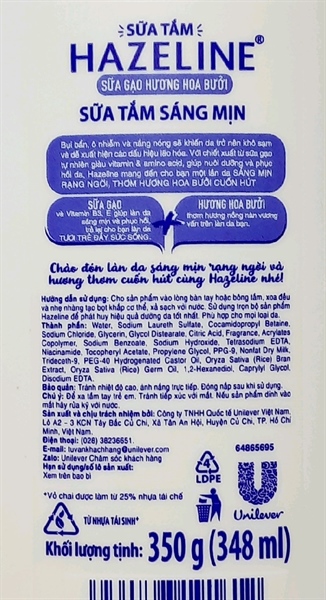 SỮA TẮM
HAZELINE®
SỮA GẠO HƯƠNG HOA BƯỞI
SỮA TẮM SÁNG MỊN
Bụi bẩn, ô nhiễm và nắng nóng sẽ khiến da trở nên khô sạm
và dễ xuất hiện các dấu hiệu lão hóa. Với chiết xuất từ sữa gạo
tự nhiên giàu vitamin & amino acid, giúp nuôi dưỡng và phục
hồi da, Hazeline mang đến cho bạn một làn da SÁNG MỊN
RẠNG NGỜI, THƠM HƯƠNG HOA BƯỞI CUỐN HÚT
SỮA GẠO
và Vitamin B3, E giúp làn da
sáng mịn và phục hồi,
trả lại cho bạn làn da
TƯƠI TRẺ ĐẦY SỨC SỐNG.
+
HƯƠNG HOA BƯỞI
thơm hương nồng nàn vương
vấn trên làn da bạn.
Chào đón làn da sáng mịn rạng ngời và
hương thơm cuốn hút cùng Hazeline nhé!
Hướng dẫn sử dụng: Cho sản phẩm vào lòng bàn tay hoặc bông tắm, xoa đều
và nhẹ nhàng tạo bọt khắp cơ thể, xả sạch với nước. Sử dụng trọn bộ sản phẩm
Hazeline để phát huy hiệu quả dưỡng da tốt nhất. Phù hợp cho mọi loại da.
Thành phần: Water, Sodium Laureth Sulfate, Cocamidopropyl Betaine,
Sodium Chloride, Glycerin, Glycol Distearate, Citric Acid, Fragrance, Acrylates
Copolymer, Sodium Benzoate, Sodium Hydroxide, Tetrasodium EDTA,
Niacinamide, Tocopheryl Acetate, Propylene Glycol, PPG-9, Nonfat Dry Milk,
Trideceth-9, PEG-40 Hydrogenated Castor Oil, Oryza Sativa (Rice) Bran
Extract, Oryza Sativa (Rice) Germ Oil, 1,2-Hexanediol, Caprylyl Glycol,
Disodium EDTA.
Bảo quản: Tránh nhiệt độ cao, ánh nắng trực tiếp. Đóng nắp sau khi sử dụng.
Chú ý: Để xa tầm tay trẻ em. Tránh tiếp xúc với mắt. Nếu sản phẩm dính vào
mắt hãy rửa kỹ với nước.
Sản xuất và chịu trách nhiệm bởi: Công ty TNHH Quốc tế Unilever Việt Nam.
Lô A2 - 3 KCN Tây Bắc Củ Chi, Xã Tân An Hội, Huyện Củ Chi, TP. Hồ Chí
Minh, Việt Nam.
Điện thoại: (028) 38236651.
E-mail: tuvankhachhang@unilever.com
Zalo: Unilever Chăm sóc khách hàng
Hạn sử dụng/số lô sản xuất:
Xem trên bao bì
64865695
4
LDPE
Unilever
*Vỏ chai được làm từ 25% nhựa tái chế
TỪ NHỰA TÁI SINH*
Khối lượng tịnh: 350 g (348 ml)